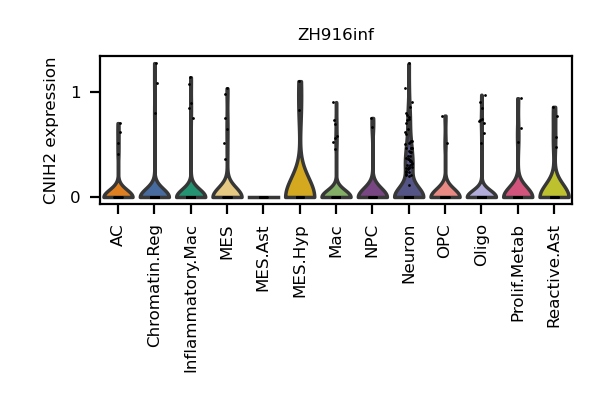 ZH916inf
CNIH2 expression
1
0
AC
Chromatin.Reg
Inflammatory.Mac
MES
MES.Ast
MES.Hyp
Mac
NPC
Neuron
OPC
Oligo
Prolif.Metab
Reactive.Ast